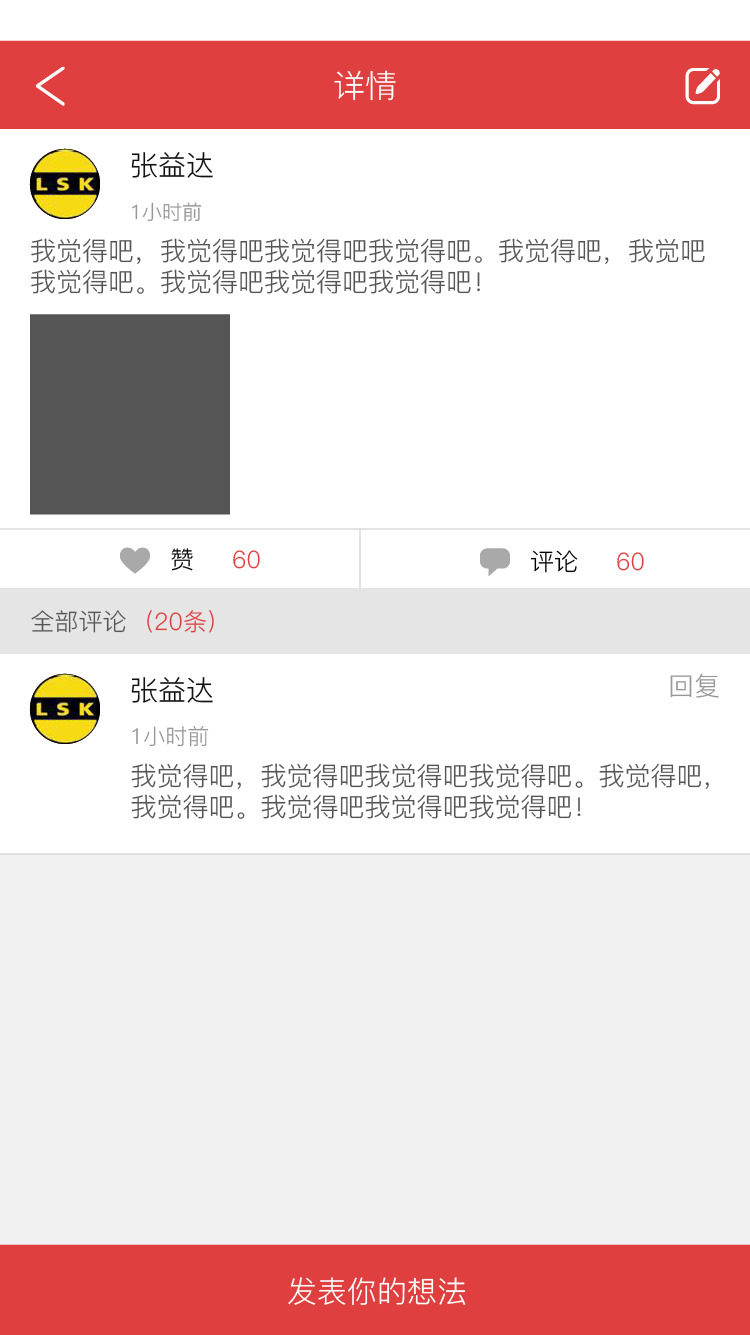 详情
LSK
张益达
1小时前
我觉得吧，我觉得吧我觉得吧我觉得吧。我觉得吧，我觉吧
我觉得吧。我觉得吧我觉得吧我觉得吧！
赞 60
评论 60
全部评论（20条）
LSK
张益达
回复
1小时前
我觉得吧，我觉得吧我觉得吧我觉得吧。我觉得吧，
我觉得吧。我觉得吧我觉得吧我觉得吧！
发表你的想法